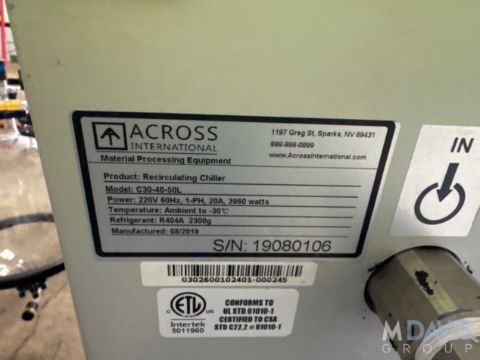 ACROSS
INTERNATIONAL
Material Processing Equipment
1197 Greg St, Sparks, NV 89431
888-988-0899
www.AcrossInternational.com
Product: Recirculating Chiller
Model: C30-40-50L
Power: 220V 60Hz, 1-PH, 20A, 3960 watts
Temperature: Ambient to -30℃
Refrigerant: R404A 2300g
Manufactured: 08/2019
S/N: 19080106
0302600102401-000245
ETL
Intertek
5011960
CONFORMS TO
UL STD 61010-1
CERTIFIED TO CSA
STD C22.2 # 61010-1
IN
MDAVIS
GROUP